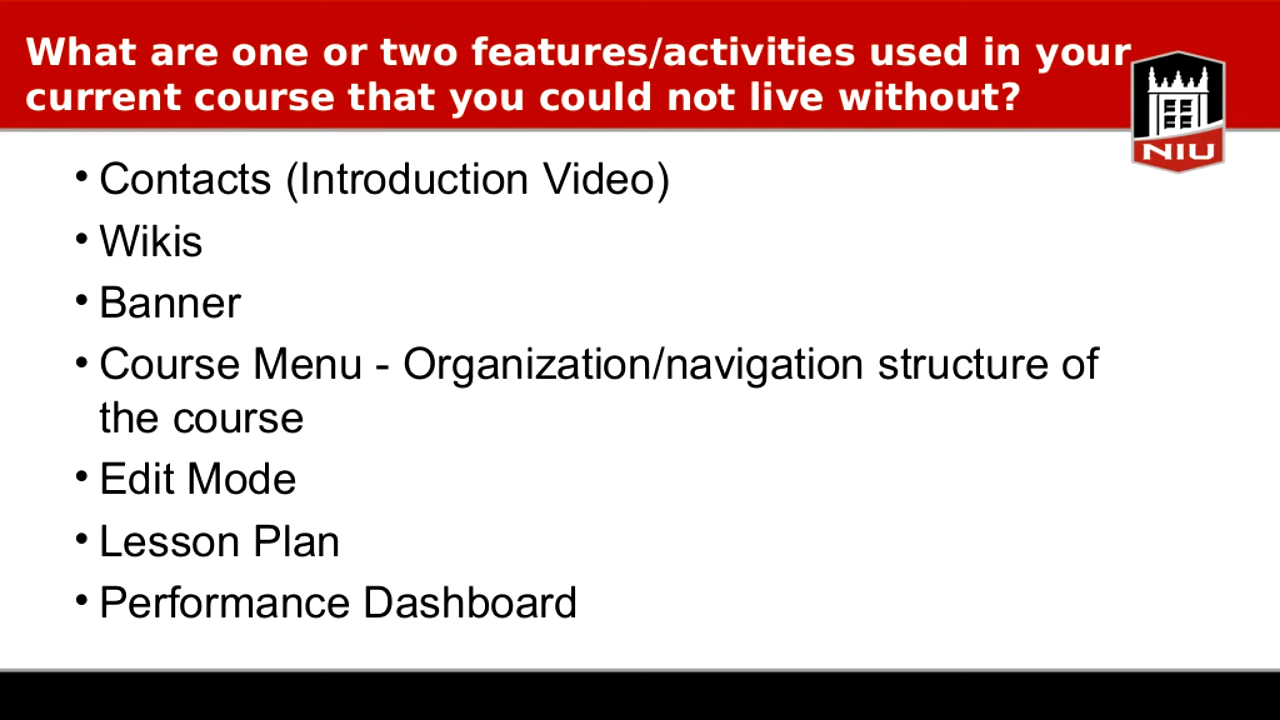 What are one or two features/activities used in your
current course that you could not live without?
NIU
• Contacts (Introduction Video)
• Wikis
• Banner
• Course Menu - Organization/navigation structure of
the course
• Edit Mode
• Lesson Plan
• Performance Dashboard